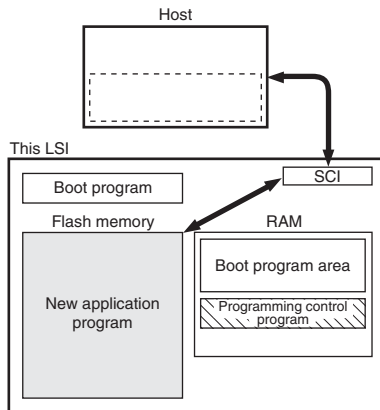 Host
This LSI
SCI
Boot program
Flash memory
RAM
Boot program area
New application
program
Programming control
program